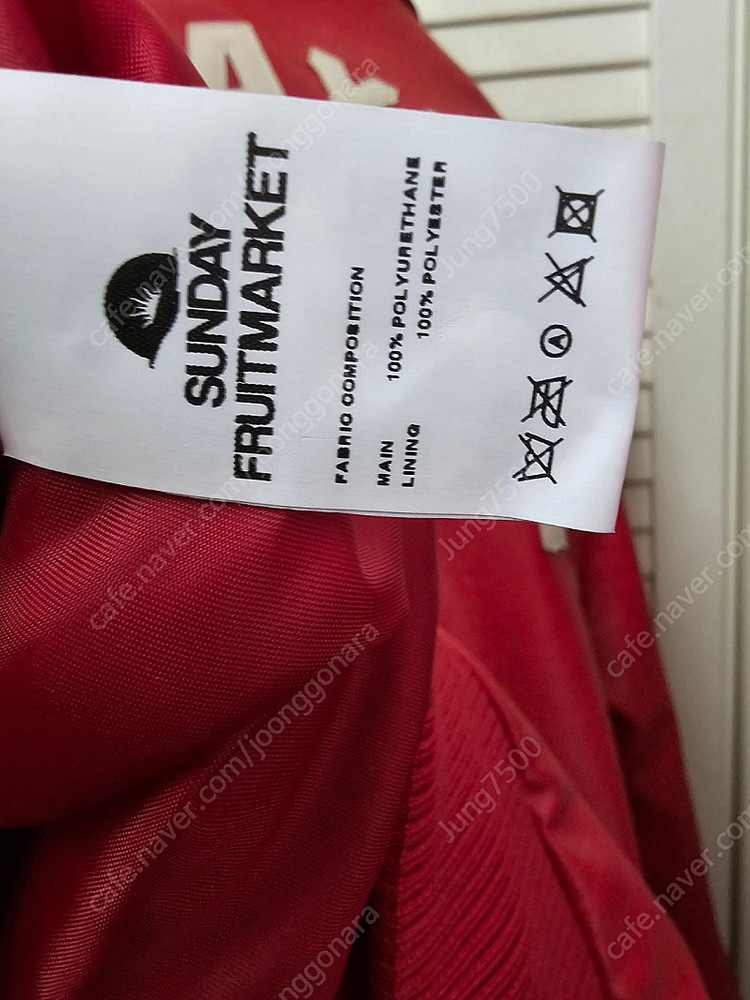 SUNDAY
FRUITMARKET
FABRIC COMPOSITION
MAIN 100% POLYURETHANE
LINING 100% POLYESTER
A
cafe.naver.com/joonggonara
Jung7500